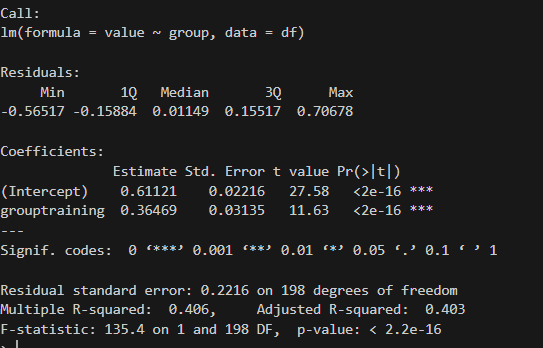 Call:
lm(formula = value ~ group, data = df)
Residuals:
     Min       1Q   Median       3Q      Max
-0.56517 -0.15884  0.01149  0.15517  0.70678
Coefficients:
              Estimate Std. Error t value Pr(>|t|)
(Intercept)    0.61121    0.02216   27.58   <2e-16 ***
grouptraining  0.36469    0.03135   11.63   <2e-16 ***
---
Signif. codes:  0 ‘***’ 0.001 ‘**’ 0.01 ‘*’ 0.05 ‘.’ 0.1 ‘ ’ 1
Residual standard error: 0.2216 on 198 degrees of freedom
Multiple R-squared:  0.406,	Adjusted R-squared:  0.403
F-statistic: 135.4 on 1 and 198 DF,  p-value: < 2.2e-16